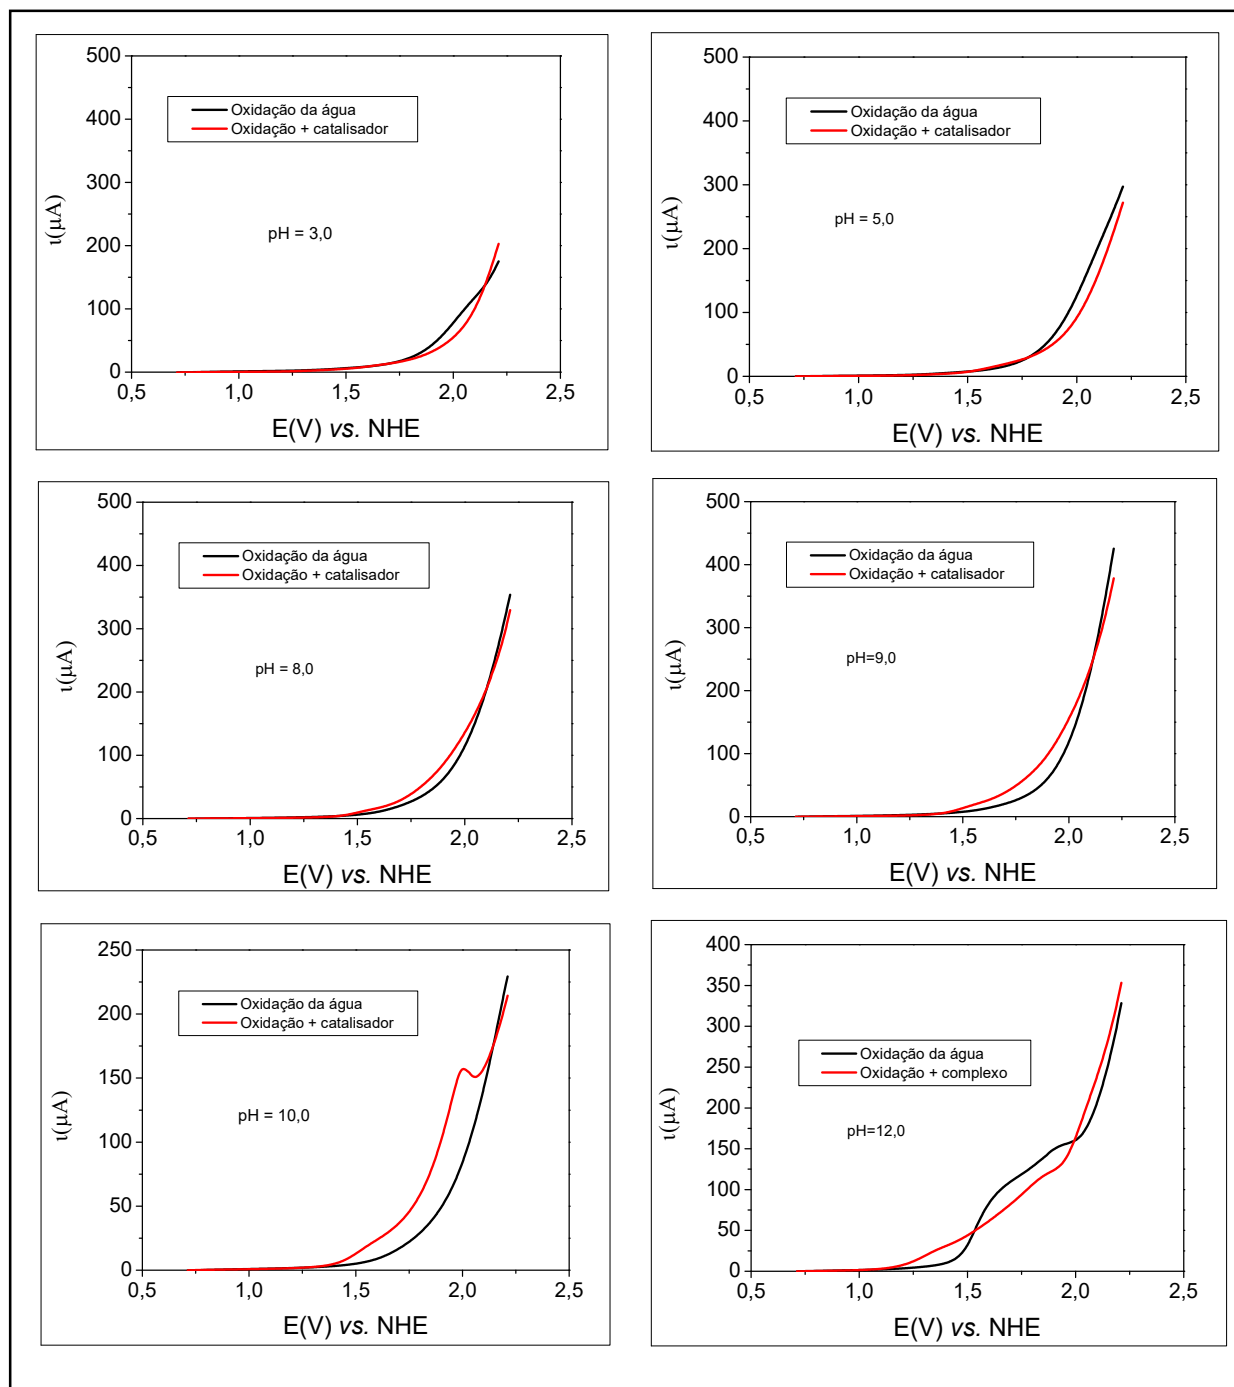 500
400
300
200
100
0
0,5 1,0 1,5 2,0 2,5
ι(µA)
E(V) vs. NHE
Oxidação da água
Oxidação + catalisador
pH = 3,0
500
400
300
200
100
0
0,5 1,0 1,5 2,0 2,5
ι(µA)
E(V) vs. NHE
Oxidação da água
Oxidação + catalisador
pH = 5,0
500
400
300
200
100
0
0,5 1,0 1,5 2,0 2,5
ι(µA)
E(V) vs. NHE
Oxidação da água
Oxidação + catalisador
pH = 8,0
500
400
300
200
100
0
0,5 1,0 1,5 2,0 2,5
ι(µA)
E(V) vs. NHE
Oxidação da água
Oxidação + catalisador
pH=9,0
250
200
150
100
50
0
0,5 1,0 1,5 2,0 2,5
ι(µA)
E(V) vs. NHE
Oxidação da água
Oxidação + catalisador
pH = 10,0
400
350
300
250
200
150
100
50
0
0,5 1,0 1,5 2,0 2,5
ι(µA)
E(V) vs. NHE
Oxidação da água
Oxidação + complexo
pH=12,0